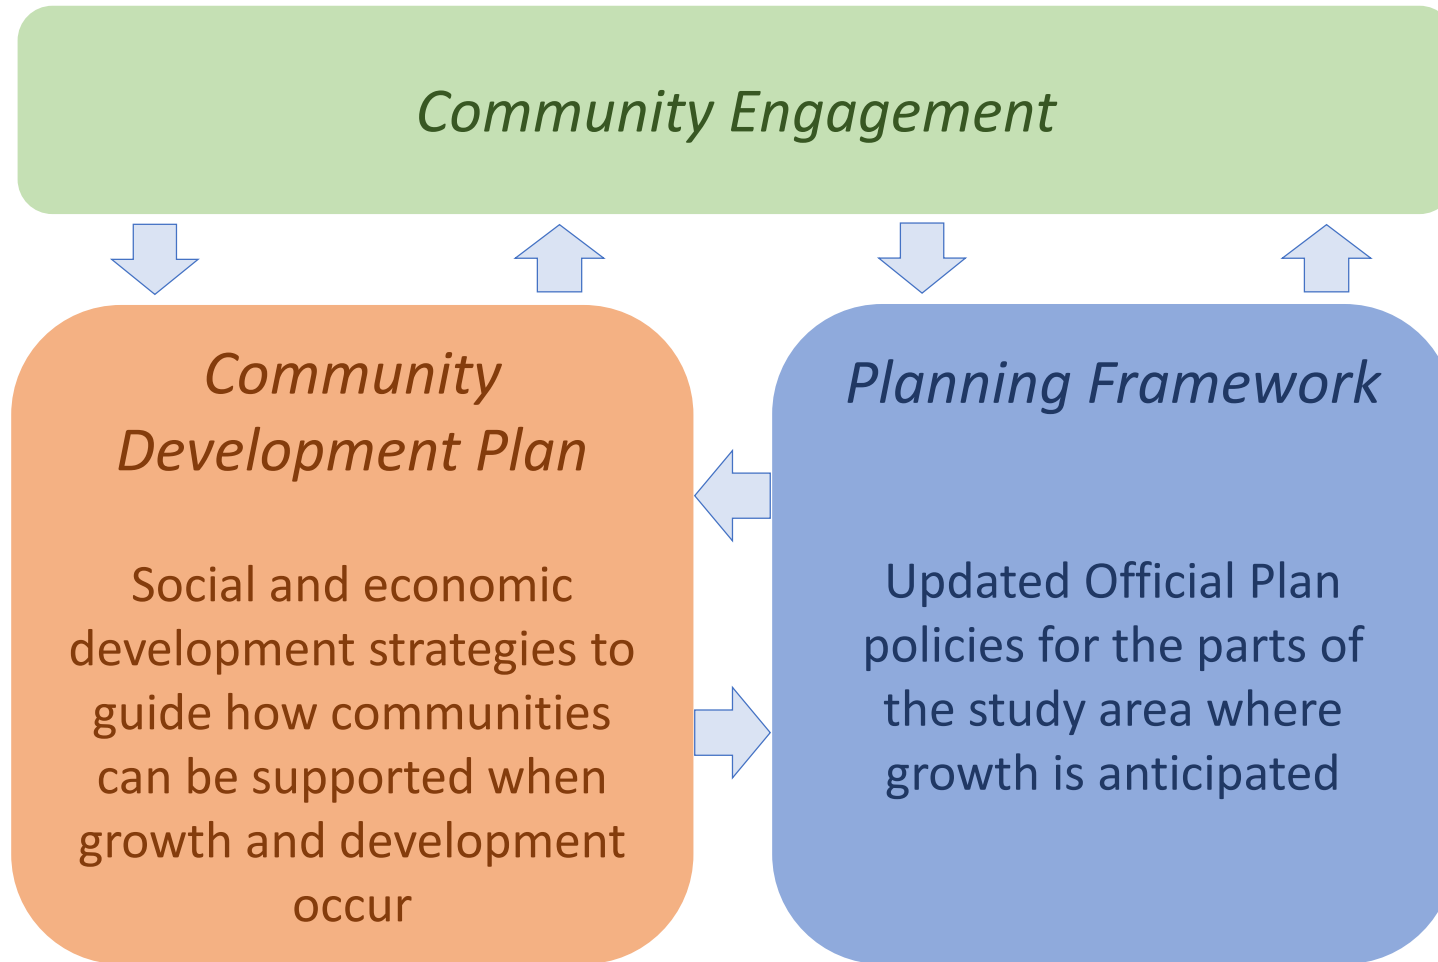 Community Engagement
Community
Development Plan
Social and economic
development strategies to
guide how communities
can be supported when
growth and development
occur
Planning Framework
Updated Official Plan
policies for the parts of
the study area where
growth is anticipated